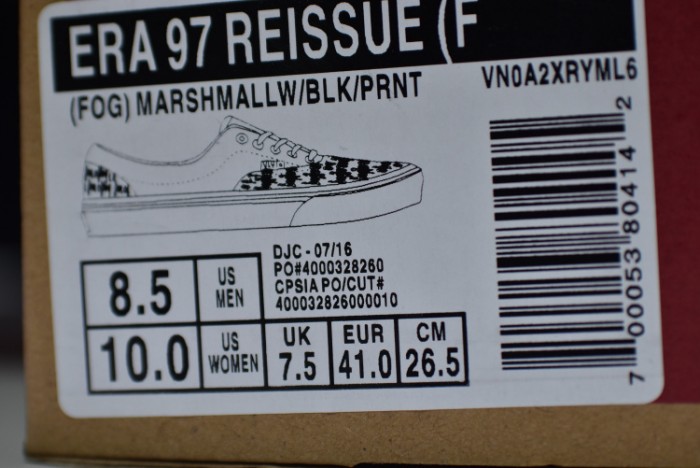 ERA 97 REISSUE (F
(FOG) MARSHMALLW/BLK/PRNT
VN0A2XRYML6
8.5 US MEN
10.0 US WOMEN
DJC - 07/16
PO#4000328260
CPSIA PO/CUT#
400032826000010
UK 7.5
EUR 41.0
CM 26.5
7 00053 80414 2